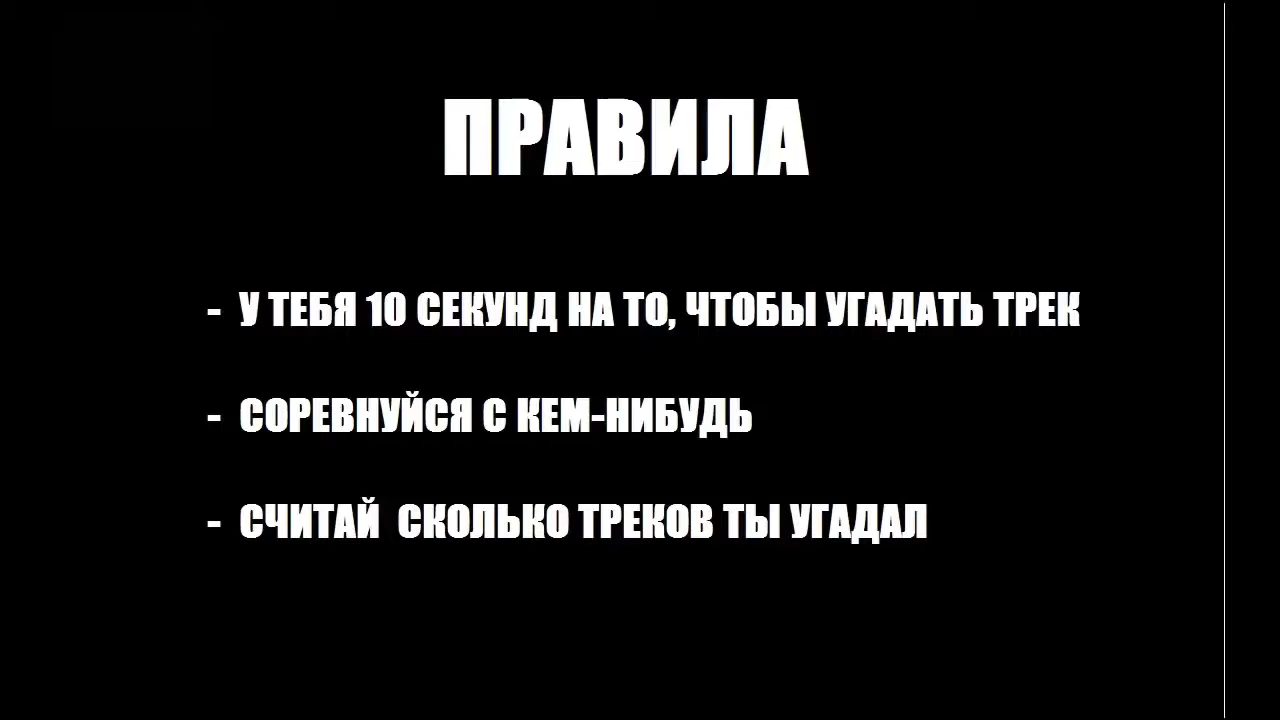 ПРАВИЛА
- У ТЕБЯ 10 СЕКУНД НА ТО, ЧТОБЫ УГАДАТЬ ТРЕК
- СОРЕВНУЙСЯ С КЕМ-НИБУДЬ
- СЧИТАЙ СКОЛЬКО ТРЕКОВ ТЫ УГАДАЛ